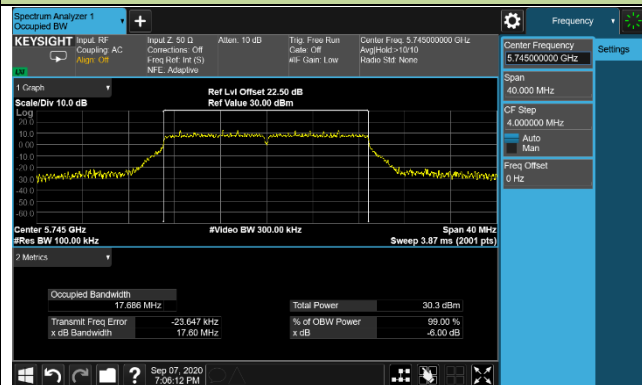 Spectrum Analyzer 1
Occupied BW
Frequency
KEYSIGHT
Input: RF
Coupling: AC
Align: Off
Input Z: 50 Ω
Corrections: Off
Freq Ref: Int (S)
NFE: Adaptive
Atten: 10 dB
Trig: Free Run
Gate: Off
#IF Gain: Low
Center Freq: 5.745000000 GHz
Avg|Hold:>10/10
Radio Std: None
Center Frequency
5.745000000 GHz
Settings
Span
40.000 MHz
CF Step
4.000000 MHz
Auto
Man
Freq Offset
0 Hz
1 Graph
Scale/Div 10.0 dB
Ref Lvl Offset 22.50 dB
Ref Value 30.00 dBm
Log
20.0
10.0
0.00
-10.0
-20.0
-30.0
-40.0
-50.0
-60.0
Center 5.745 GHz
#Res BW 100.00 kHz
#Video BW 300.00 kHz
Span 40 MHz
Sweep 3.87 ms (2001 pts)
2 Metrics
Occupied Bandwidth
17.686 MHz
Total Power 30.3 dBm
Transmit Freq Error -23.647 kHz
% of OBW Power 99.00 %
x dB Bandwidth 17.60 MHz
x dB -6.00 dB
?
Sep 07, 2020
7:06:12 PM